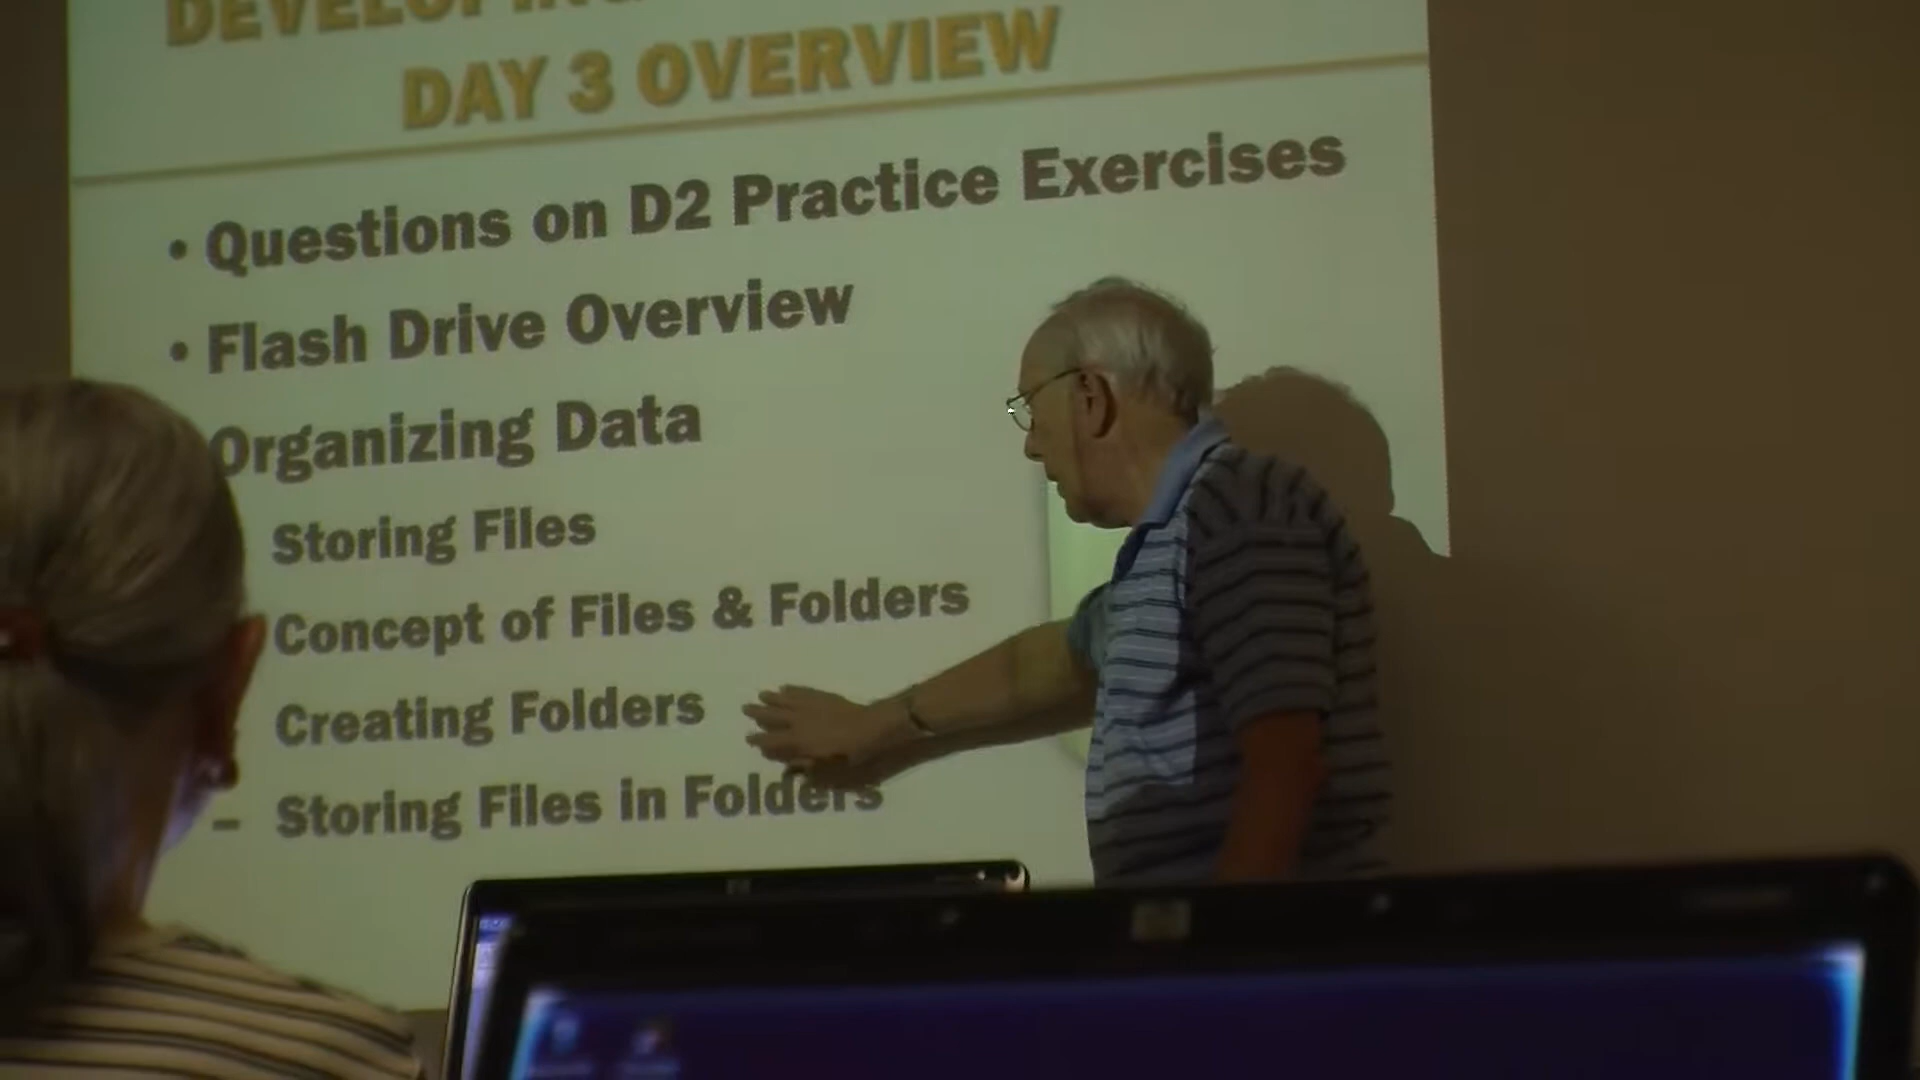 DEVELOPING
DAY 3 OVERVIEW
• Questions on D2 Practice Exercises
• Flash Drive Overview
Organizing Data
Storing Files
Concept of Files & Folders
Creating Folders
– Storing Files in Folders